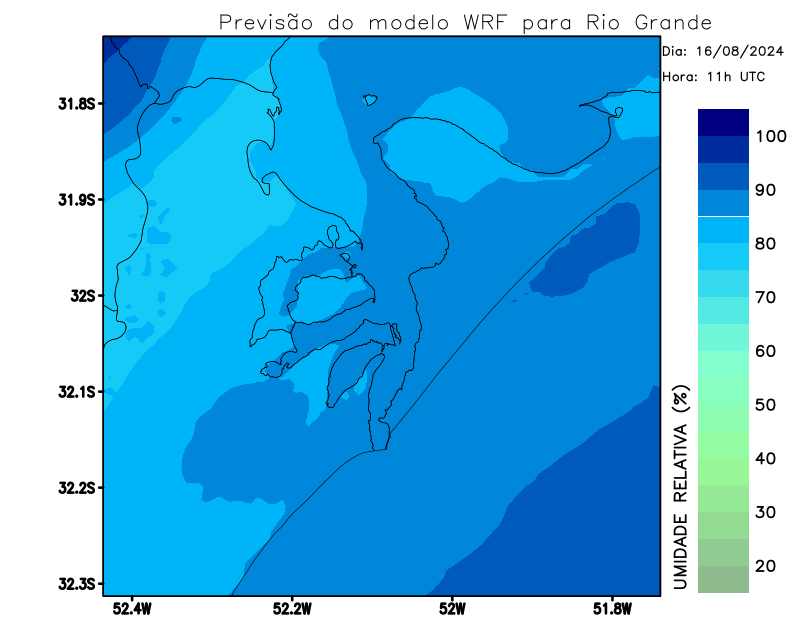 Previsão do modelo WRF para Rio Grande
Dia: 16/08/2024
Hora: 11h UTC
31.8S
31.9S
32S
32.1S
32.2S
32.3S
52.4W
52.2W
52W
51.8W
UMIDADE RELATIVA (%)
100
90
80
70
60
50
40
30
20